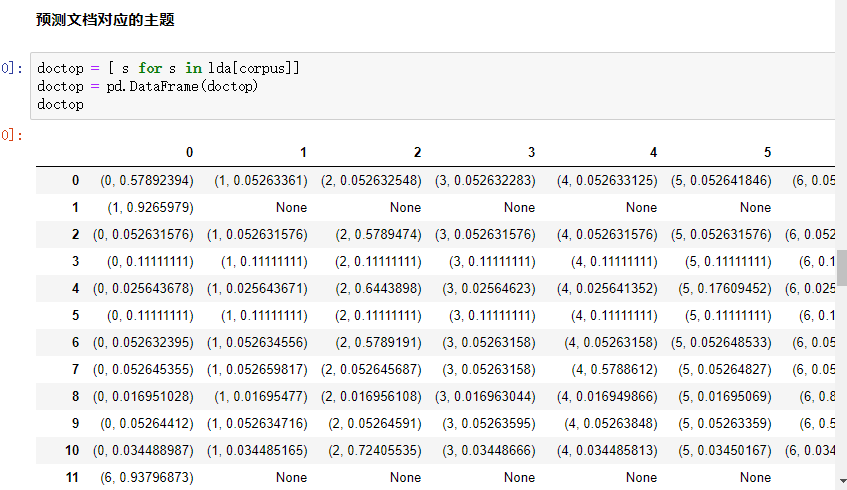 预测文档对应的主题
0]: doctop = [ s for s in lda[corpus]]
doctop = pd.DataFrame(doctop)
doctop
0]:
0 1 2 3 4 5
0 (0, 0.57892394) (1, 0.05263361) (2, 0.052632548) (3, 0.052632283) (4, 0.052633125) (5, 0.052641846) (6, 0.05
1 (1, 0.9265979) None None None None None
2 (0, 0.052631576) (1, 0.052631576) (2, 0.5789474) (3, 0.052631576) (4, 0.052631576) (5, 0.052631576) (6, 0.052
3 (0, 0.11111111) (1, 0.11111111) (2, 0.11111111) (3, 0.11111111) (4, 0.11111111) (5, 0.11111111) (6, 0.1
4 (0, 0.025643678) (1, 0.025643671) (2, 0.6443898) (3, 0.02564623) (4, 0.025641352) (5, 0.17609452) (6, 0.025
5 (0, 0.11111111) (1, 0.11111111) (2, 0.11111111) (3, 0.11111111) (4, 0.11111111) (5, 0.11111111) (6, 0.1
6 (0, 0.052632395) (1, 0.052634556) (2, 0.5789191) (3, 0.05263158) (4, 0.05263158) (5, 0.052648533) (6, 0.05
7 (0, 0.052645355) (1, 0.052659817) (2, 0.052645687) (3, 0.05263158) (4, 0.5788612) (5, 0.05264827) (6, 0.05
8 (0, 0.016951028) (1, 0.01695477) (2, 0.016956108) (3, 0.016963044) (4, 0.016949866) (5, 0.01695069) (6, 0.8
9 (0, 0.05264412) (1, 0.052634716) (2, 0.05264591) (3, 0.05263595) (4, 0.05263848) (5, 0.05263359) (6, 0.5
10 (0, 0.034488987) (1, 0.034485165) (2, 0.72405535) (3, 0.03448666) (4, 0.034485813) (5, 0.03450167) (6, 0.034
11 (6, 0.93796873) None None None None None